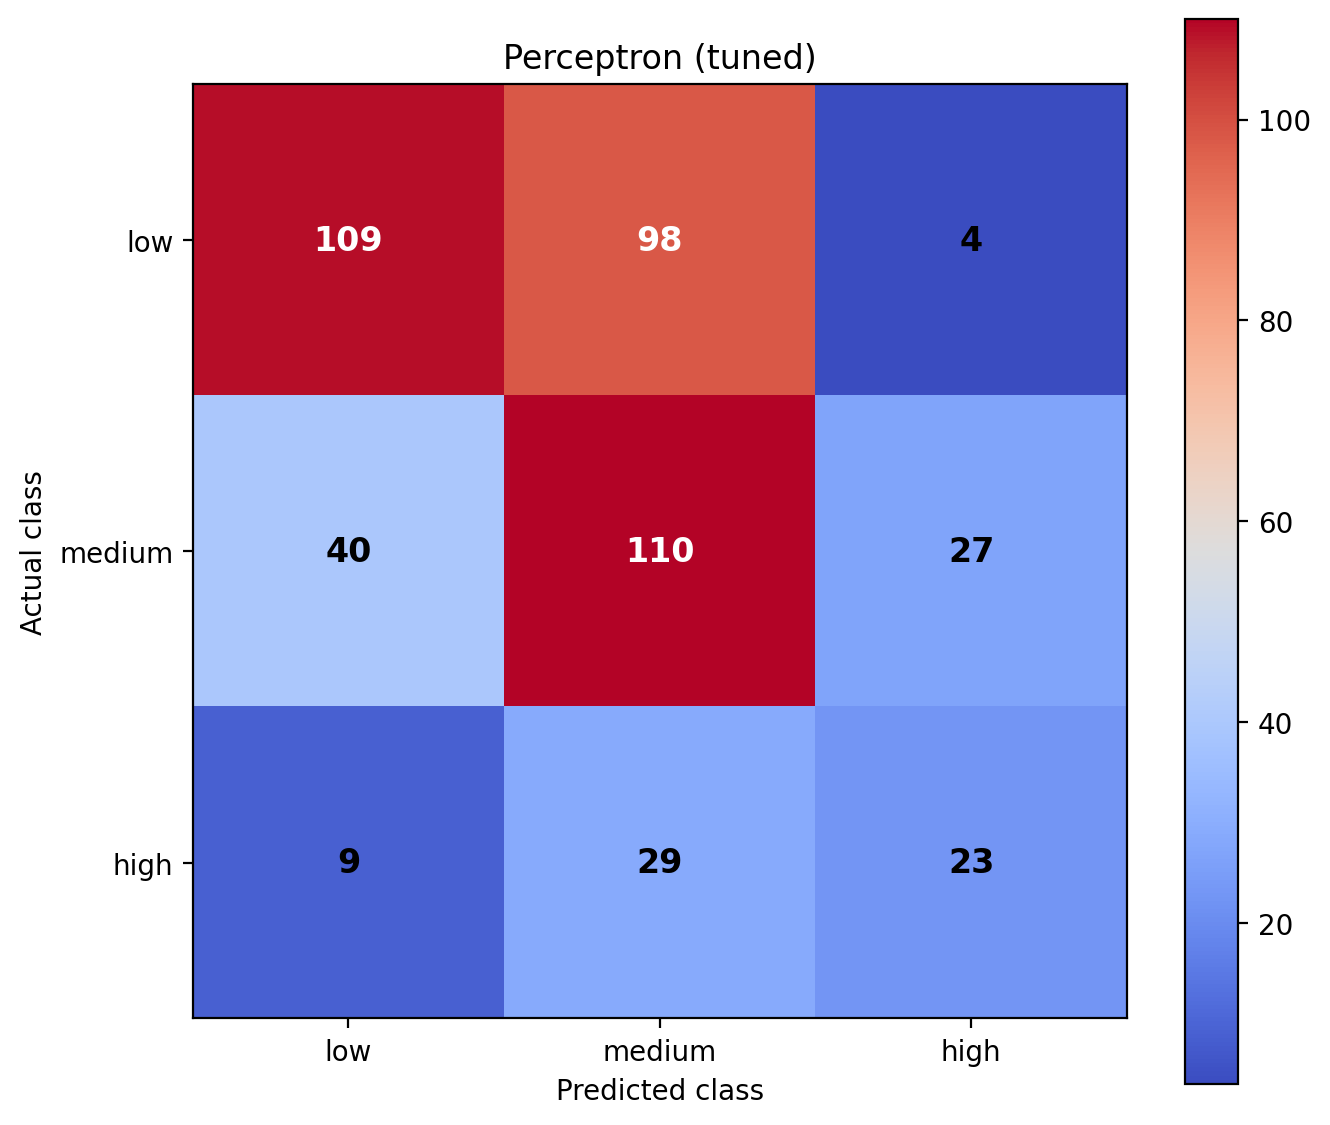 Perceptron (tuned)
100
low 109 98 4
80
60
Actual class
medium 40 110 27
40
high 9 29 23
20
low medium high
Predicted class